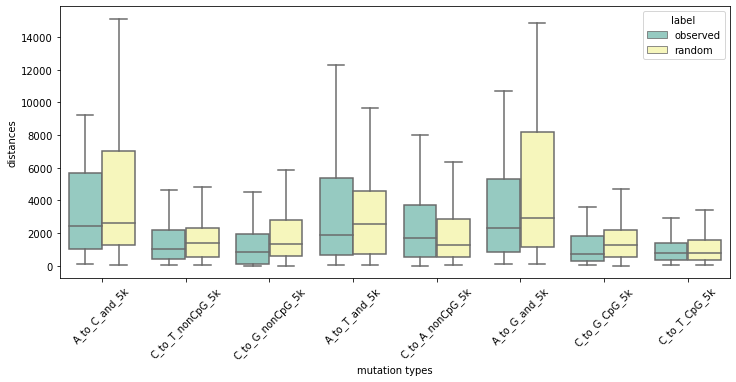 label
observed
random
14000
12000
10000
8000
6000
4000
2000
0
distances
A_to_C_and_5k
C_to_T_nonCpG_5k
C_to_G_nonCpG_5k
A_to_T_and_5k
C_to_A_nonCpG_5k
A_to_G_and_5k
C_to_G_CpG_5k
C_to_T_CpG_5k
mutation types